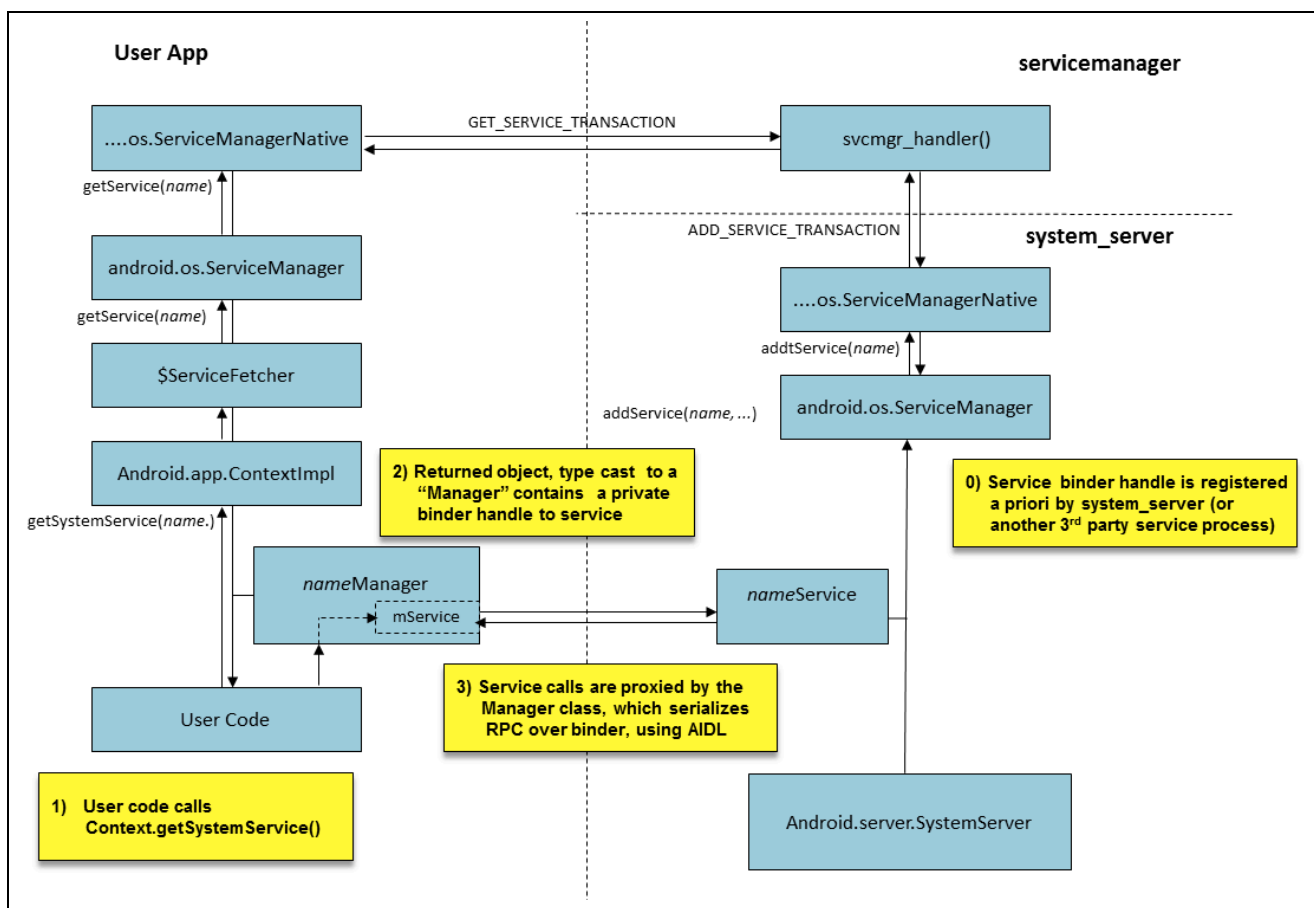 User App
servicemanager
....os.ServiceManagerNative
GET_SERVICE_TRANSACTION
svcmgr_handler()
getService(name)
ADD_SERVICE_TRANSACTION
system_server
android.os.ServiceManager
....os.ServiceManagerNative
getService(name)
addtService(name)
$ServiceFetcher
android.os.ServiceManager
addService(name, ...)
Android.app.ContextImpl
getSystemService(name.)
2) Returned object, type cast to a
“Manager” contains a private
binder handle to service
0) Service binder handle is registered
a priori by system_server (or
another 3rd party service process)
nameManager
mService
nameService
3) Service calls are proxied by the
Manager class, which serializes
RPC over binder, using AIDL
User Code
1) User code calls
Context.getSystemService()
Android.server.SystemServer